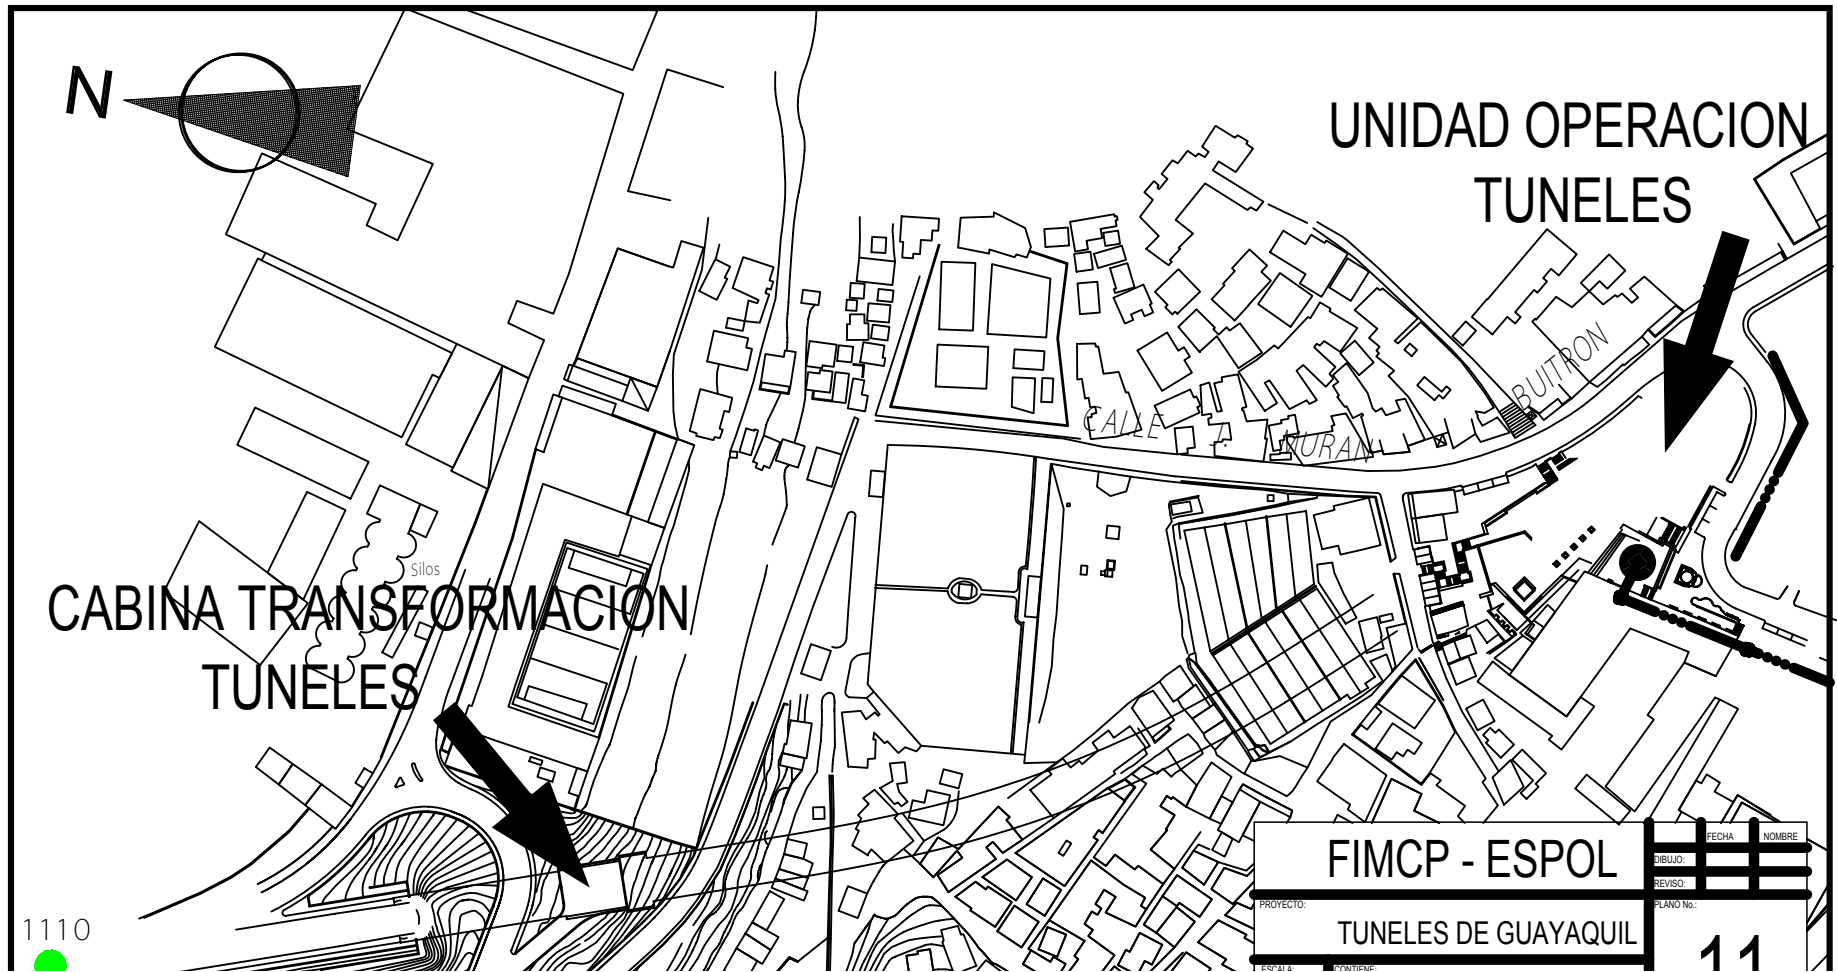 N
UNIDAD OPERACION
TUNELES
BUITRON
CALLE J. MURAN
Silos
CABINA TRANSFORMACION
TUNELES
1110
FIMCP - ESPOL
FECHA NOMBRE
DIBUJO:
REVISO:
PROYECTO:
TUNELES DE GUAYAQUIL
PLANO No.:
11
ESCALA:
CONTIENE: